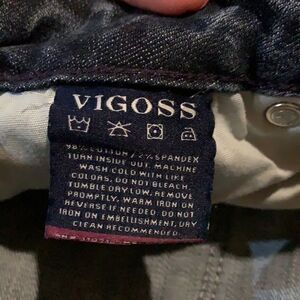 VIGOSS
98% COTTON / 2% SPANDEX
TURN INSIDE OUT. MACHINE
WASH COLD WITH LIKE
COLORS. DO NOT BLEACH.
TUMBLE DRY LOW. REMOVE
PROMPTLY. WARM IRON ON
REVERSE IF NEEDED. DO NOT
IRON ON EMBELLISHMENT. DRY
CLEAN RECOMMENDED.